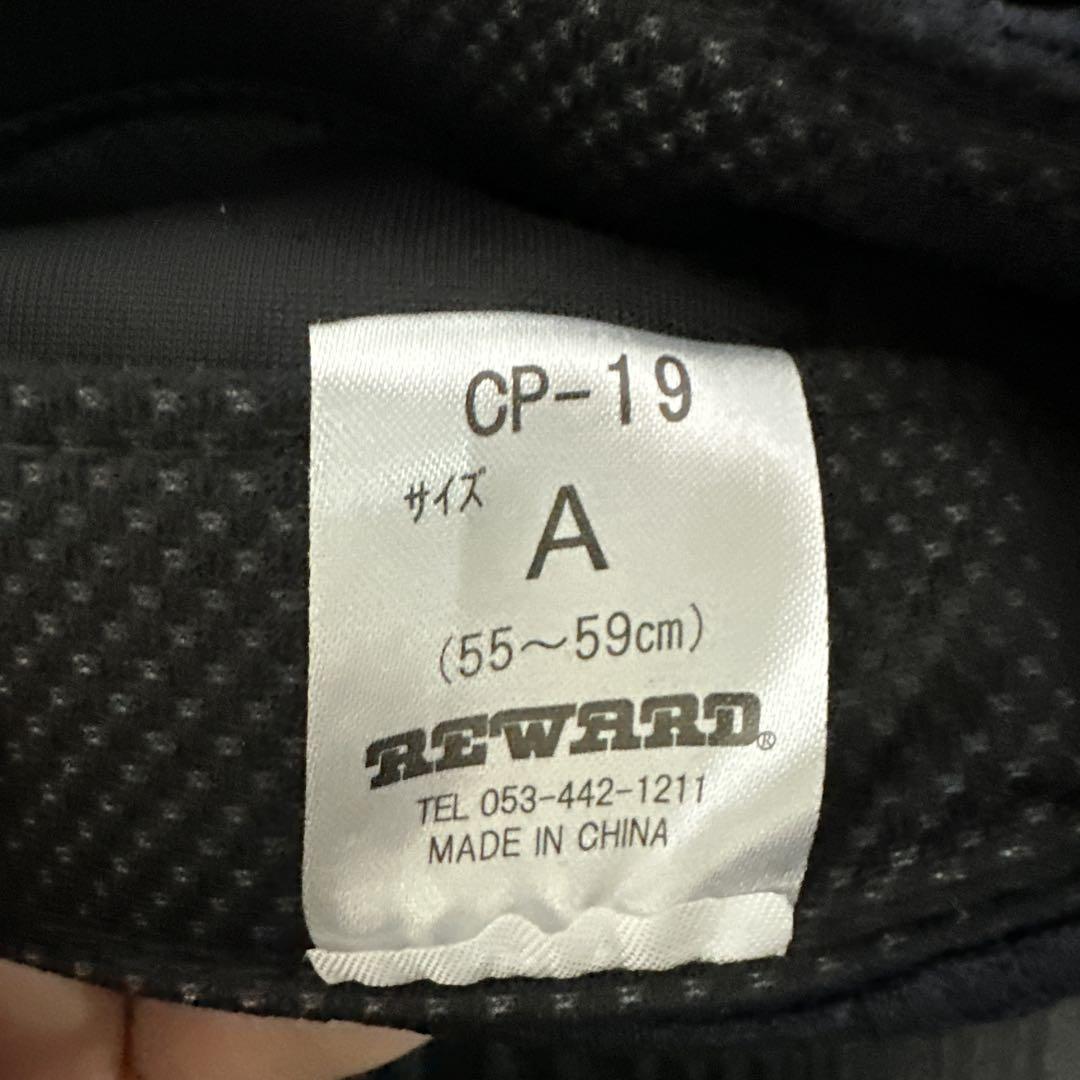 CP-19
サイズ A
(55～59cm)
REWARD®
TEL 053-442-1211
MADE IN CHINA